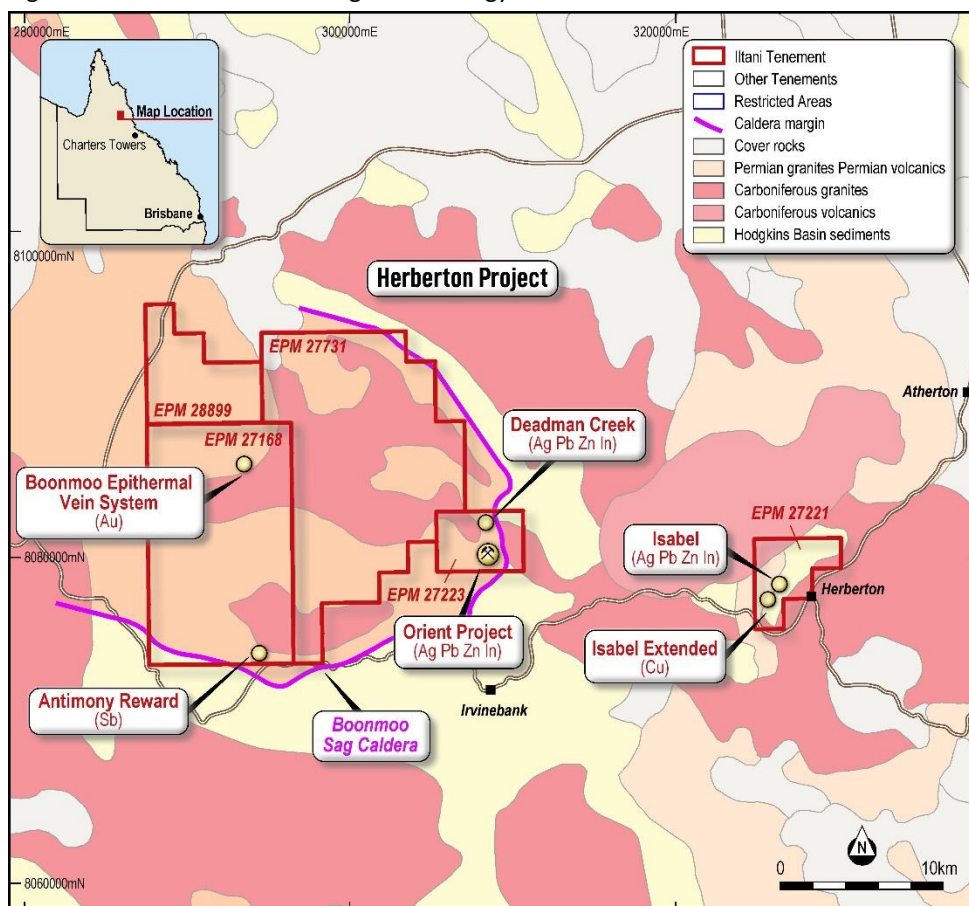 280000mE
300000mE
320000mE
Map Location
Charters Towers
Brisbane
Iltani Tenement
Other Tenements
Restricted Areas
Caldera margin
Cover rocks
Permian granites Permian volcanics
Carboniferous granites
Carboniferous volcanics
Hodgkins Basin sediments
8100000mN
Herberton Project
EPM 27731
EPM 28899
EPM 27168
Atherton
Deadman Creek
(Ag Pb Zn In)
Boonmoo Epithermal
Vein System
(Au)
EPM 27221
Isabel
(Ag Pb Zn In)
8080000mN
EPM 27223
Herberton
Orient Project
(Ag Pb Zn In)
Isabel Extended
(Cu)
Antimony Reward
(Sb)
Irvinebank
Boonmoo
Sag Caldera
N
0
10km
8060000mN